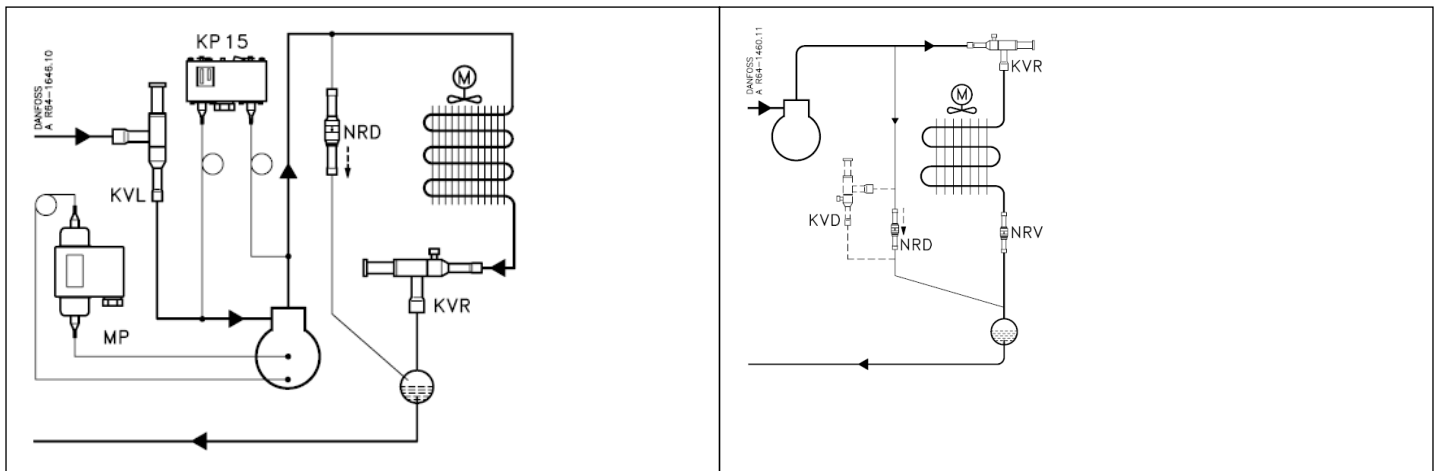 DANFOSS
A R64-1646.10
KP 15
M
NRD
KVL
KVR
MP
DANFOSS
A R64-1460.11
KVR
M
KVD
NRD
NRV